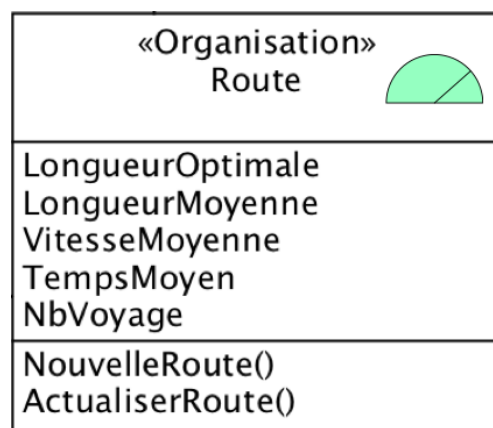 «Organisation»
Route
LongueurOptimale
LongueurMoyenne
VitesseMoyenne
TempsMoyen
NbVoyage
NouvelleRoute()
ActualiserRoute()